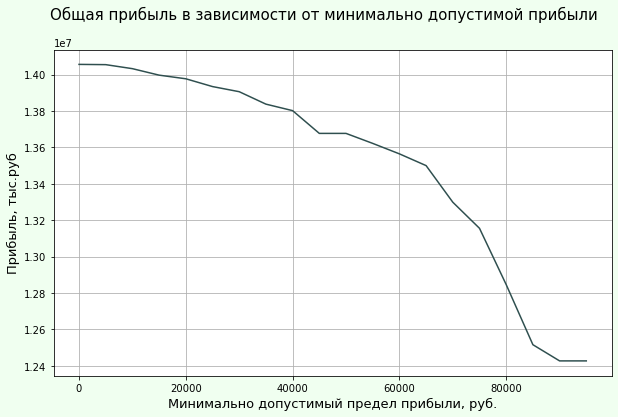 Общая прибыль в зависимости от минимально допустимой прибыли
1e7
1.40
1.38
1.36
1.34
1.32
1.30
1.28
1.26
1.24
Прибыль, тыс.руб
0 20000 40000 60000 80000
Минимально допустимый предел прибыли, руб.